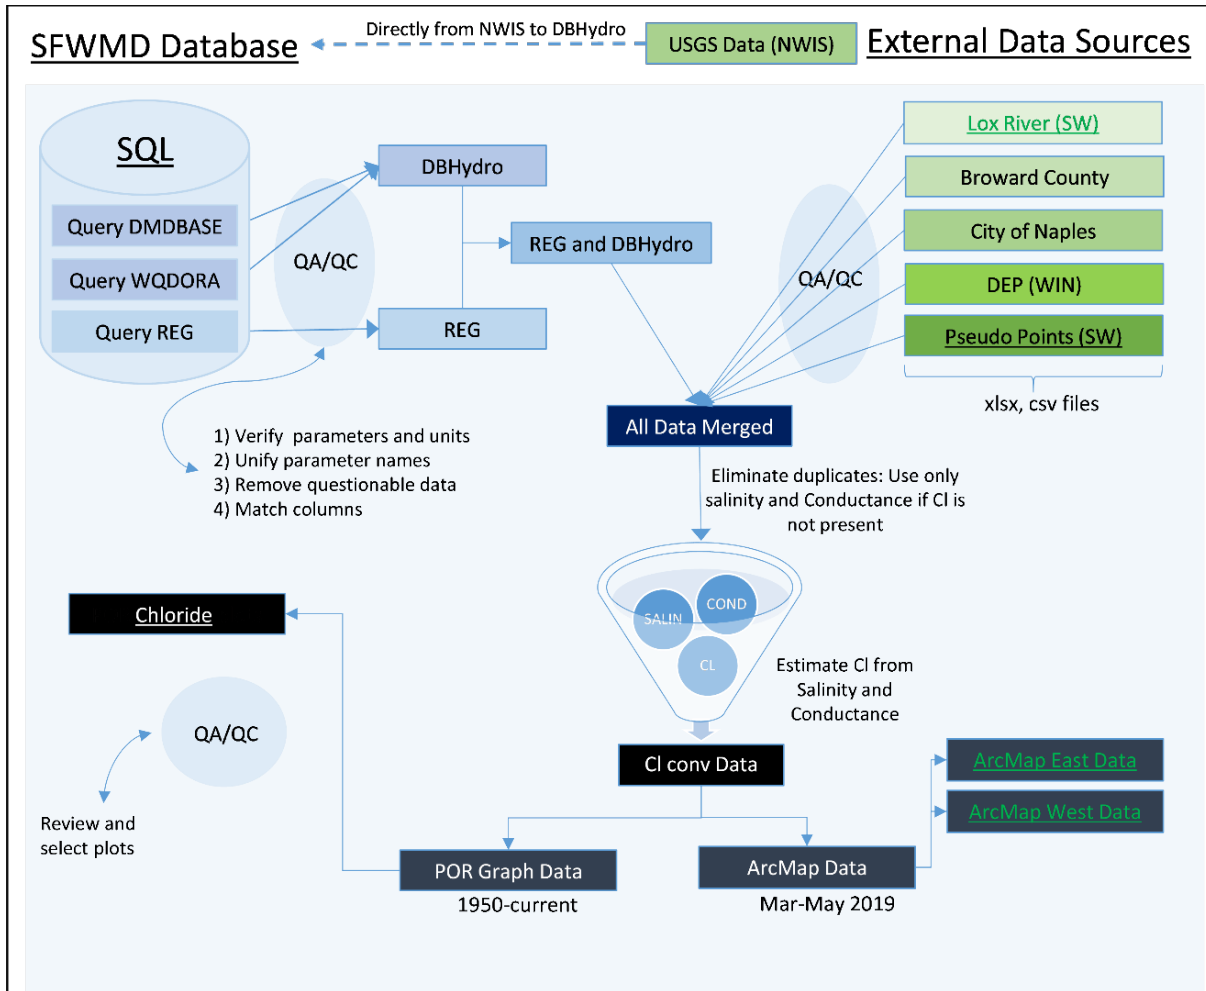 SFWMD Database
Directly from NWIS to DBHydro
USGS Data (NWIS)
External Data Sources
SQL
Query DMDBASE
Query WQDORA
Query REG
QA/QC
DBHydro
REG
REG and DBHydro
QA/QC
Lox River (SW)
Broward County
City of Naples
DEP (WIN)
Pseudo Points (SW)
xlsx, csv files
All Data Merged
1) Verify parameters and units
2) Unify parameter names
3) Remove questionable data
4) Match columns
Eliminate duplicates: Use only
salinity and Conductance if Cl is
not present
SALIN
COND
CL
Estimate Cl from
Salinity and
Conductance
Chloride
QA/QC
Review and
select plots
Cl conv Data
POR Graph Data
1950-current
ArcMap Data
Mar-May 2019
ArcMap East Data
ArcMap West Data